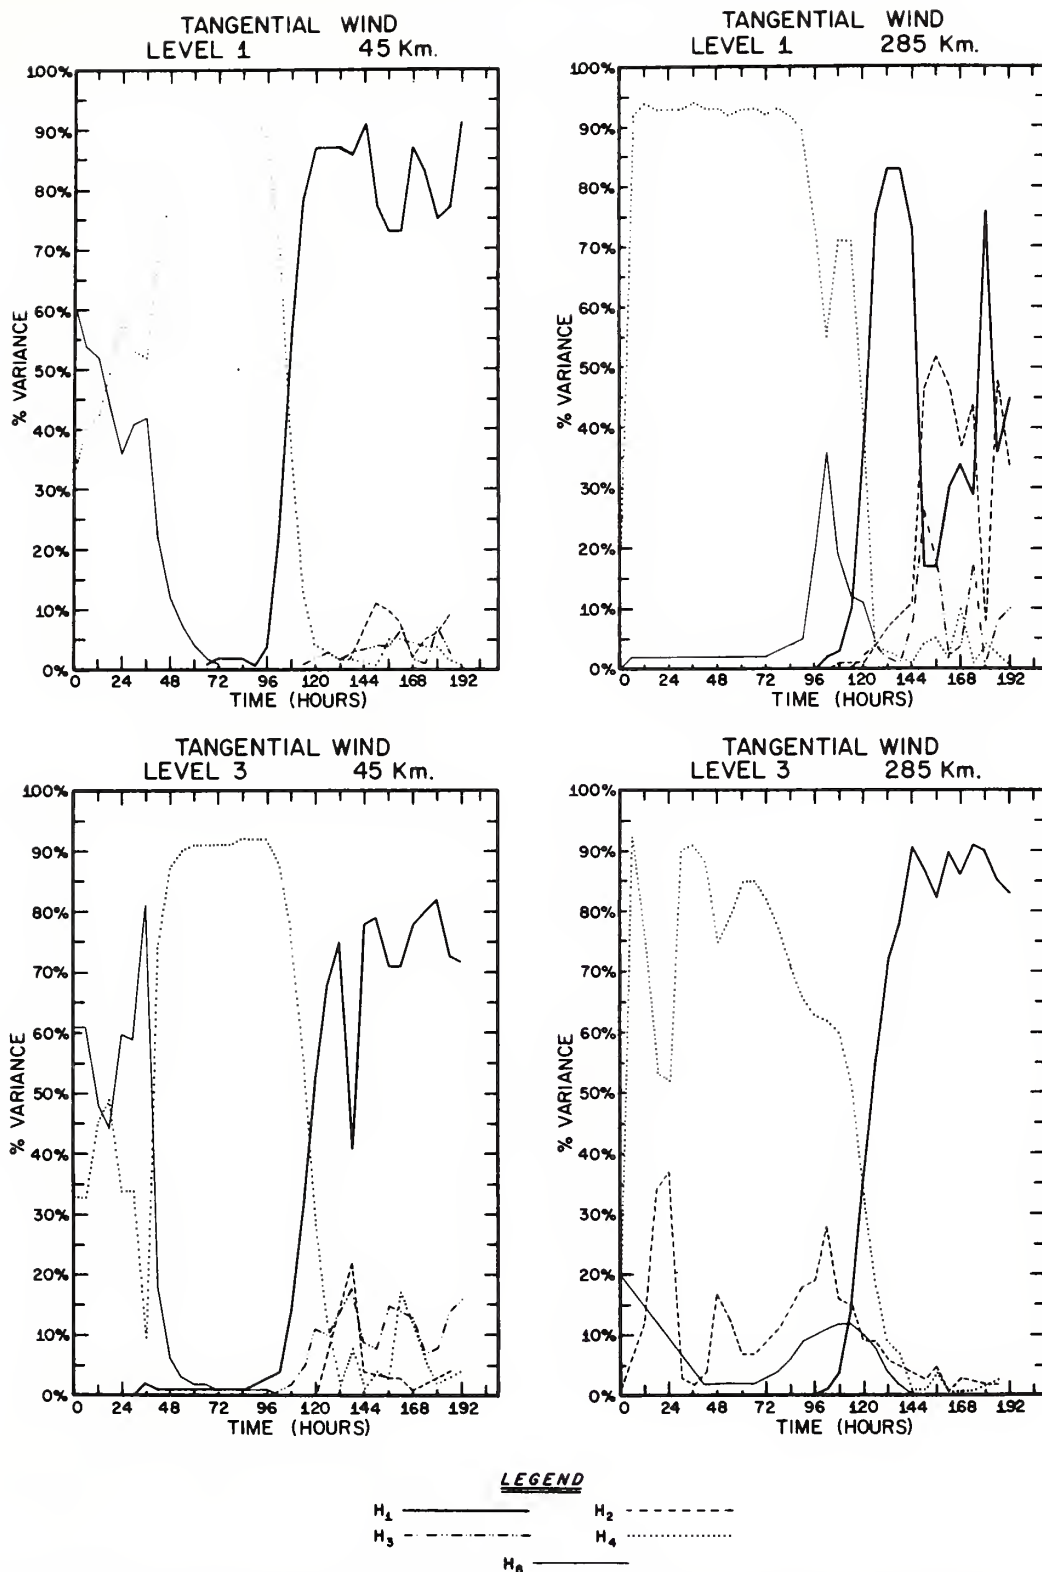 TANGENTIAL WIND
LEVEL 1 45 Km.
100%
90%
80%
70%
60%
50%
40%
30%
20%
10%
0%
% VARIANCE
0 24 48 72 96 120 144 168 192
TIME (HOURS)
TANGENTIAL WIND
LEVEL 1 285 Km.
100%
90%
80%
70%
60%
50%
40%
30%
20%
10%
0%
% VARIANCE
0 24 48 72 96 120 144 168 192
TIME (HOURS)
TANGENTIAL WIND
LEVEL 3 45 Km.
100%
90%
80%
70%
60%
50%
40%
30%
20%
10%
0%
% VARIANCE
0 24 48 72 96 120 144 168 192
TIME (HOURS)
TANGENTIAL WIND
LEVEL 3 285 Km.
100%
90%
80%
70%
60%
50%
40%
30%
20%
10%
0%
% VARIANCE
0 24 48 72 96 120 144 168 192
TIME (HOURS)
LEGEND
H₁ H₂
H₃ H₄
H₈